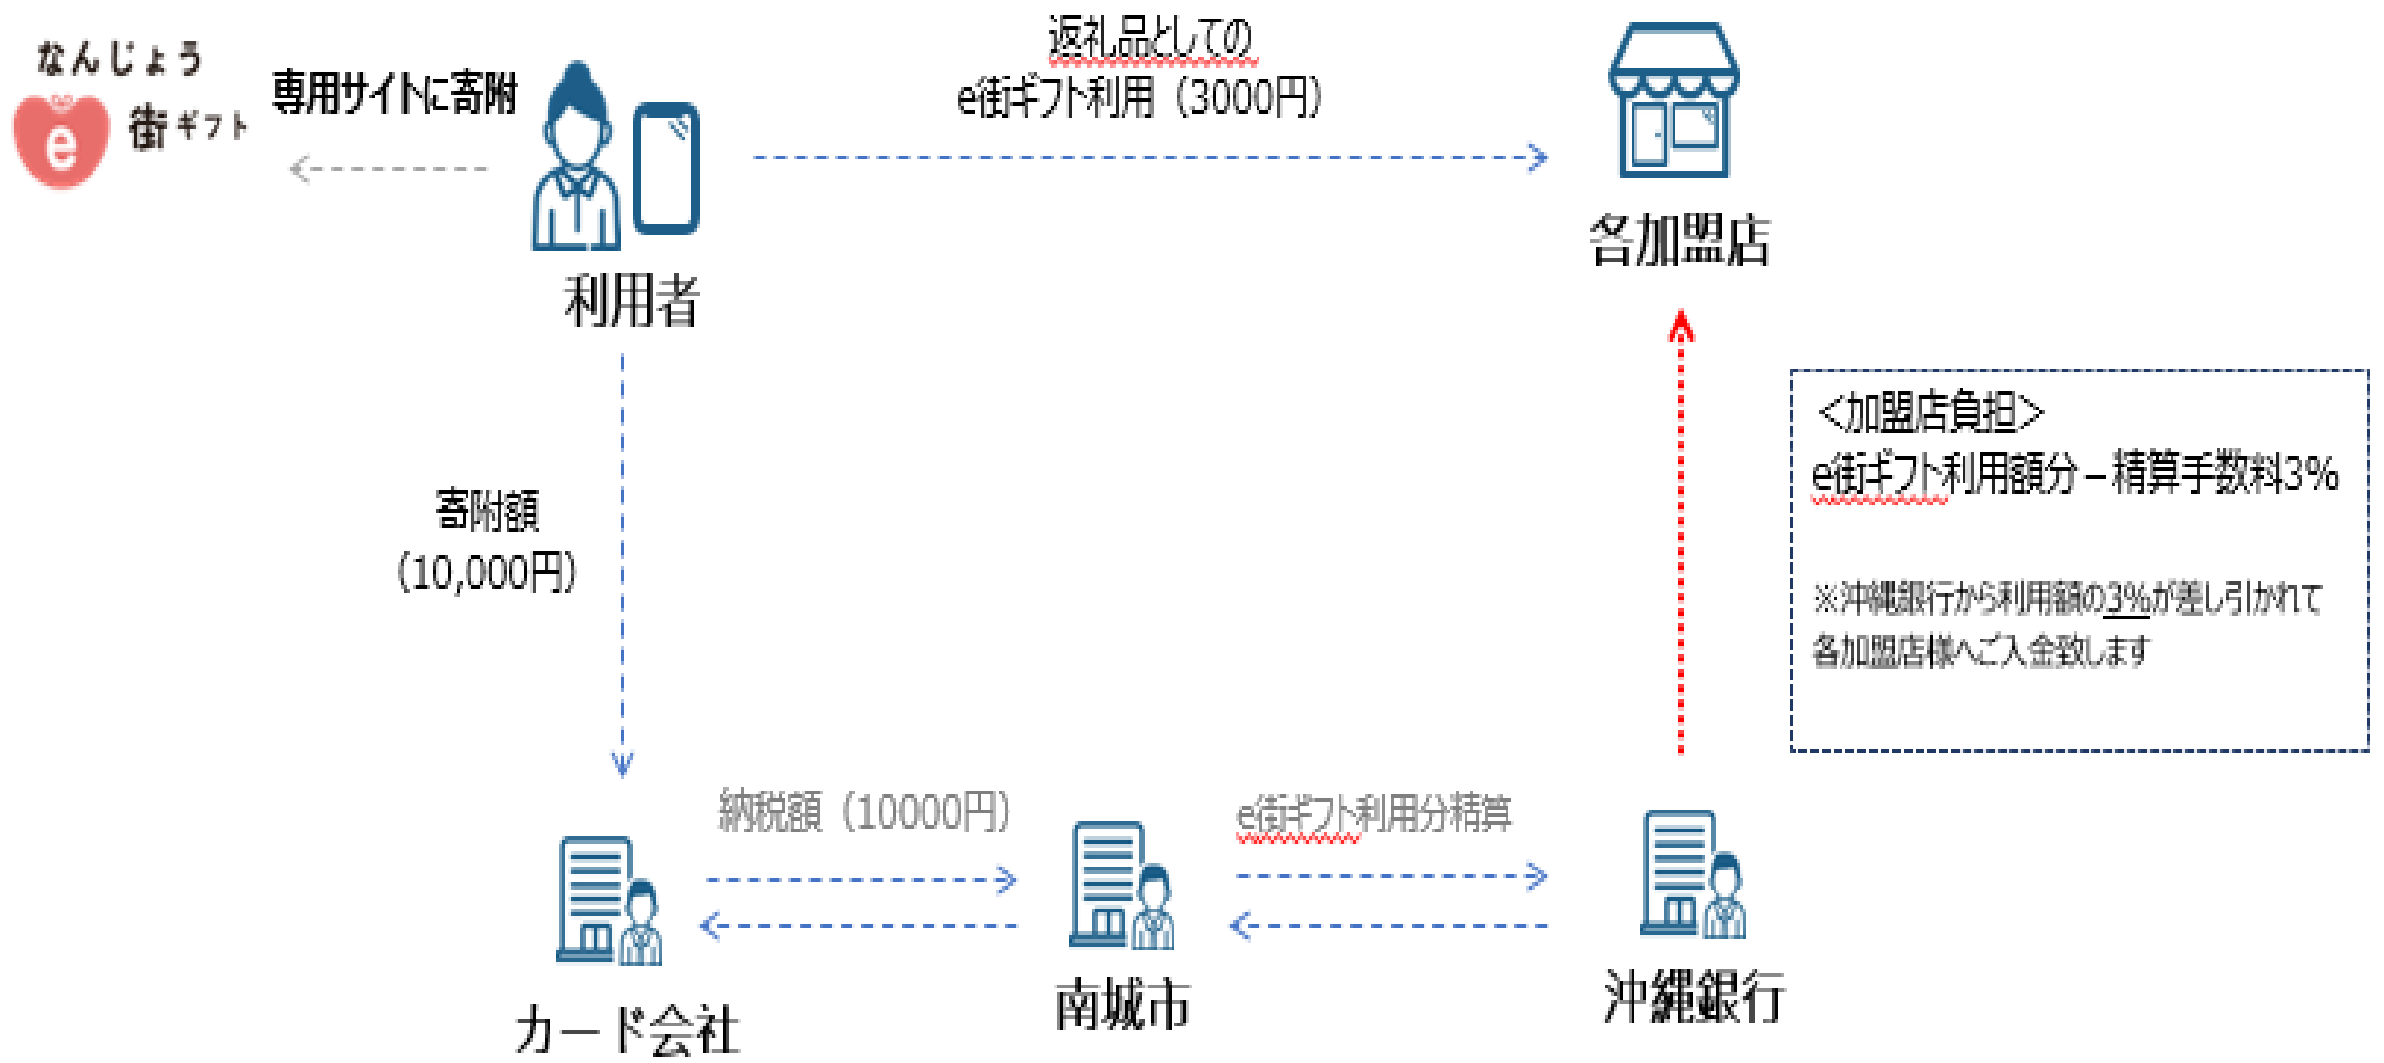 なんじょう
e街ギフト
専用サイトに寄附
返礼品としての
e街ギフト利用（3000円）
利用者
各加盟店
＜加盟店負担＞
e街ギフト利用額分 – 精算手数料3%
※沖縄銀行から利用額の3%が差し引かれて
各加盟店様へご入金致します
寄附額
（10,000円）
納税額（10000円）
e街ギフト利用分精算
カード会社
南城市
沖縄銀行